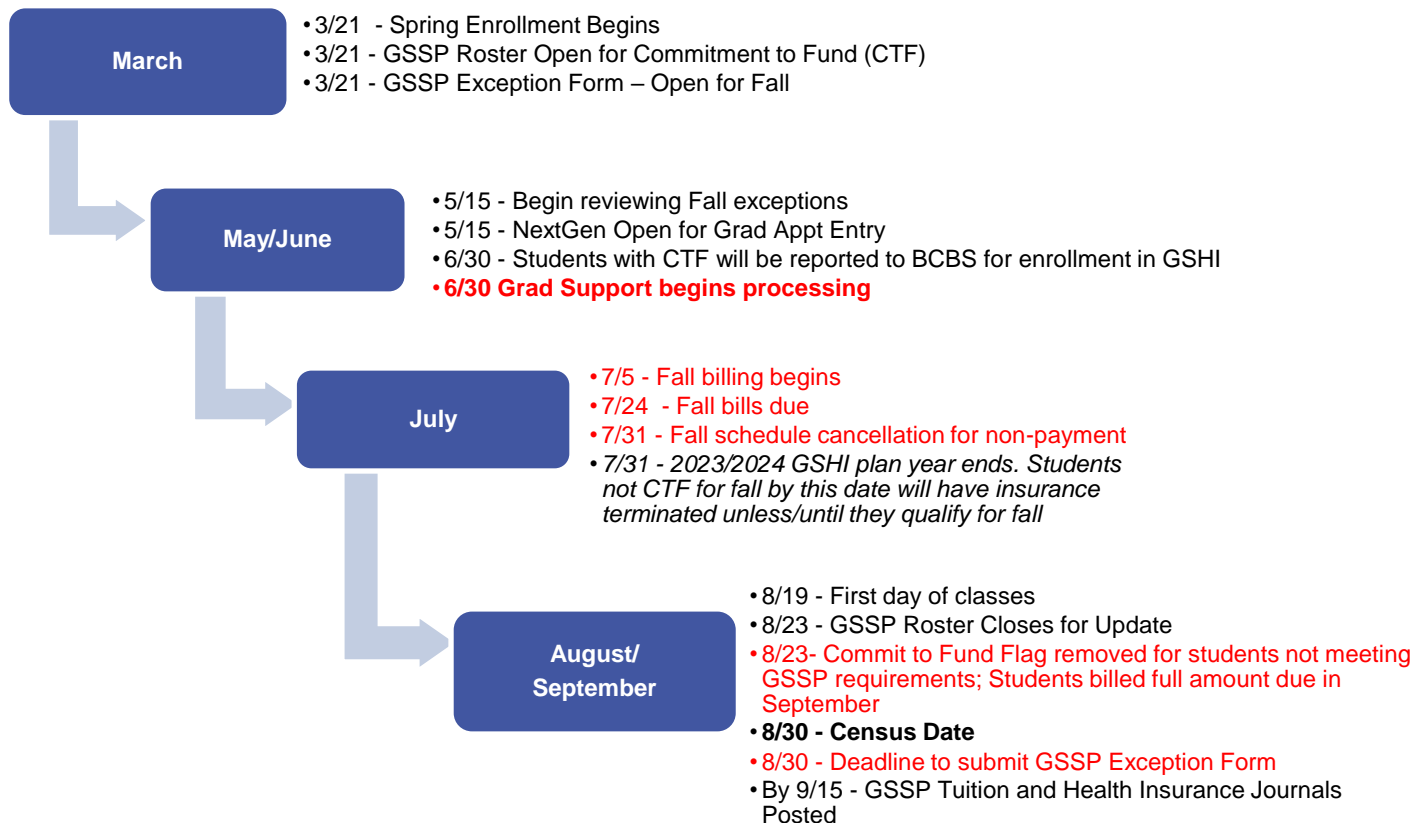 March
•3/21  - Spring Enrollment Begins
•3/21 - GSSP Roster Open for Commitment to Fund (CTF)
•3/21 - GSSP Exception Form – Open for Fall
May/June
•5/15 - Begin reviewing Fall exceptions
•5/15 - NextGen Open for Grad Appt Entry
•6/30 - Students with CTF will be reported to BCBS for enrollment in GSHI
•6/30 Grad Support begins processing
July
•7/5 - Fall billing begins
•7/24  - Fall bills due
•7/31 - Fall schedule cancellation for non-payment
•7/31 - 2023/2024 GSHI plan year ends. Students
not CTF for fall by this date will have insurance
terminated unless/until they qualify for fall
August/
September
•8/19 - First day of classes
•8/23 - GSSP Roster Closes for Update
•8/23- Commit to Fund Flag removed for students not meeting
GSSP requirements; Students billed full amount due in
September
•8/30 - Census Date
•8/30 - Deadline to submit GSSP Exception Form
•By 9/15 - GSSP Tuition and Health Insurance Journals
Posted